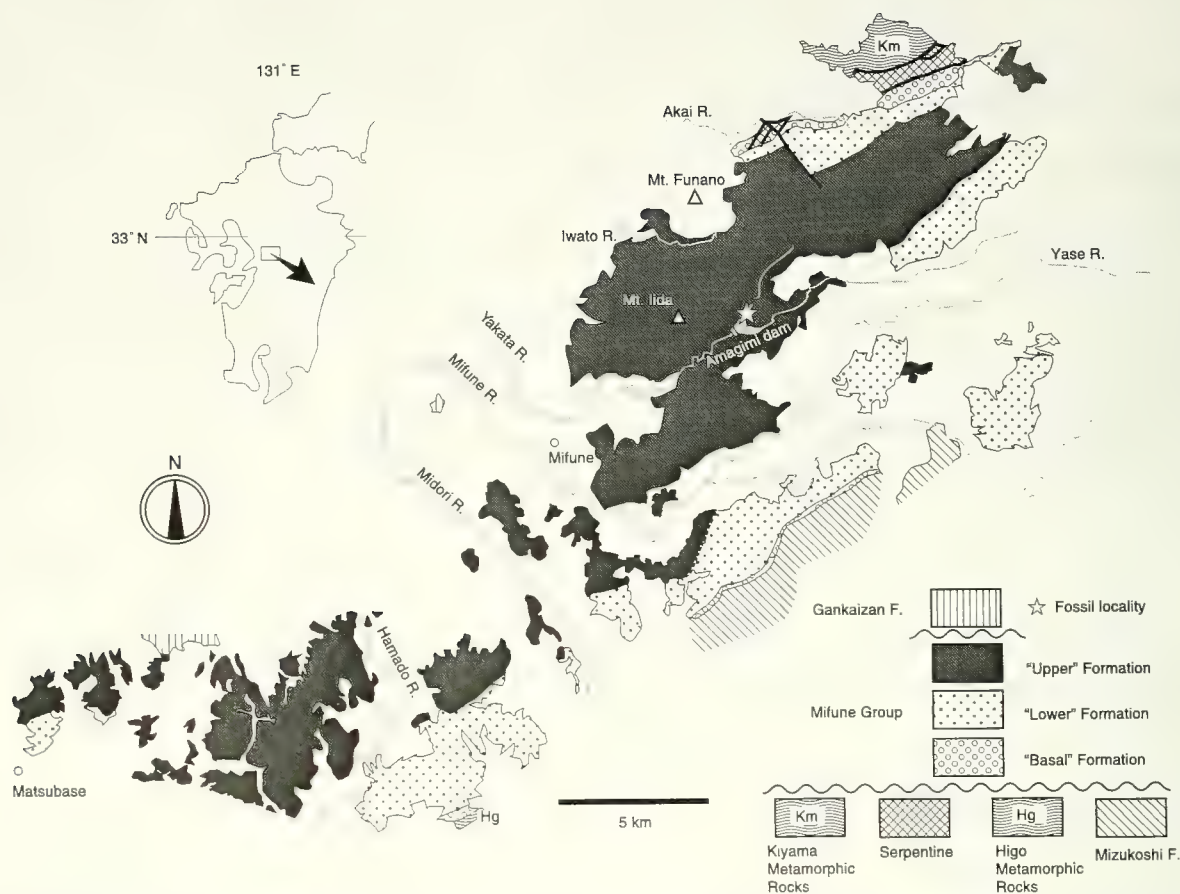 131° E
33° N
Km
Akai R.
Mt. Funano
Iwato R.
Yase R.
Mt. Iida
Amagimi dam
Yakata R.
Mifune R.
Mifune
Midori R.
N
Hamado R.
Matsubase
Hg
5 km
Gankaizan F.
Fossil locality
"Upper" Formation
Mifune Group
"Lower" Formation
"Basal" Formation
Km
Hg
Kiyama
Metamorphic
Rocks
Serpentine
Higo
Metamorphic
Rocks
Mizukoshi F.